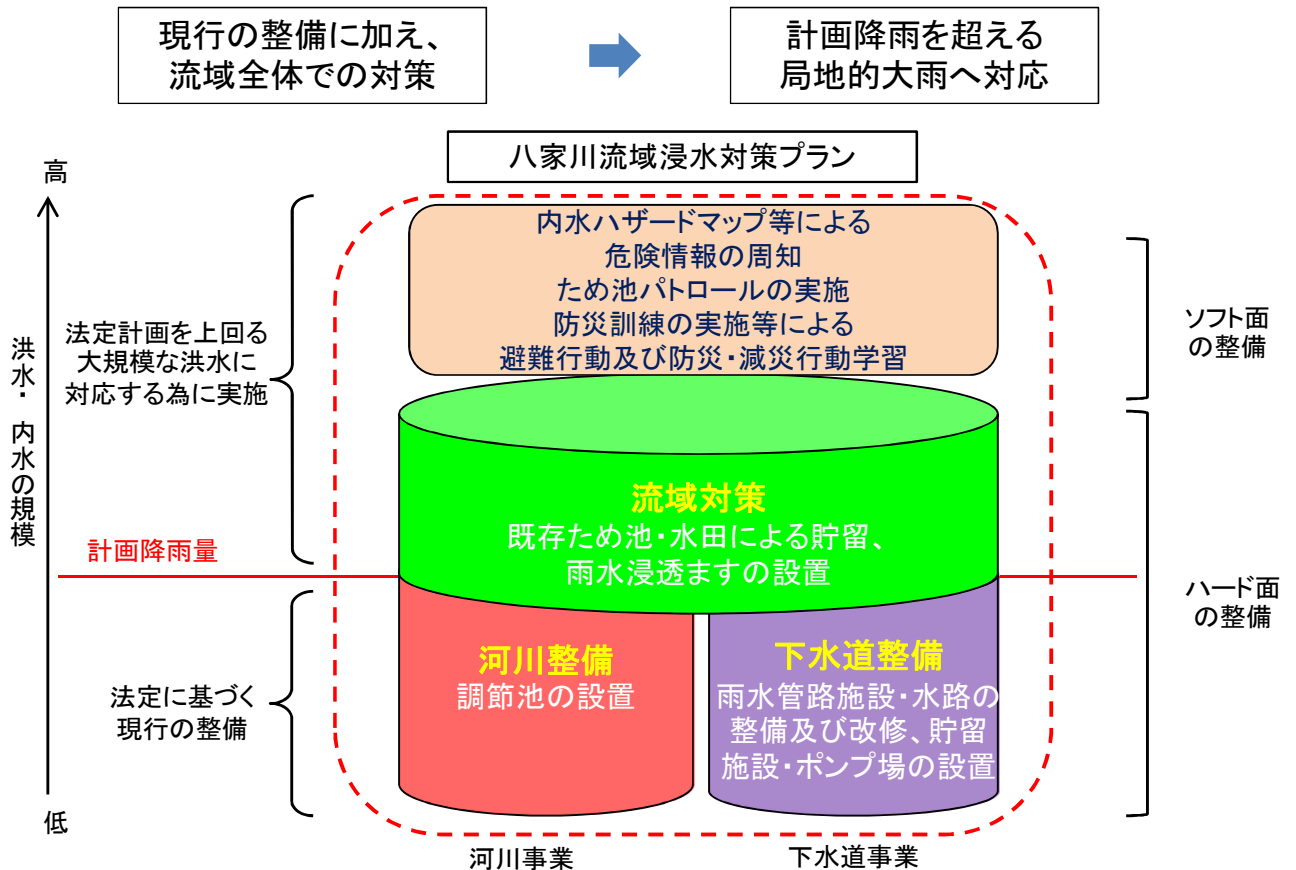 現行の整備に加え、
流域全体での対策
計画降雨を超える
局地的大雨へ対応
八家川流域浸水対策プラン
高
洪水・内水の規模
低
法定計画を上回る
大規模な洪水に
対応する為に実施
計画降雨量
法定に基づく
現行の整備
内水ハザードマップ等による
危険情報の周知
ため池パトロールの実施
防災訓練の実施等による
避難行動及び防災・減災行動学習
流域対策
既存ため池・水田による貯留、
雨水浸透ますの設置
河川整備
調節池の設置
下水道整備
雨水管路施設・水路の
整備及び改修、貯留
施設・ポンプ場の設置
ソフト面
の整備
ハード面
の整備
河川事業
下水道事業